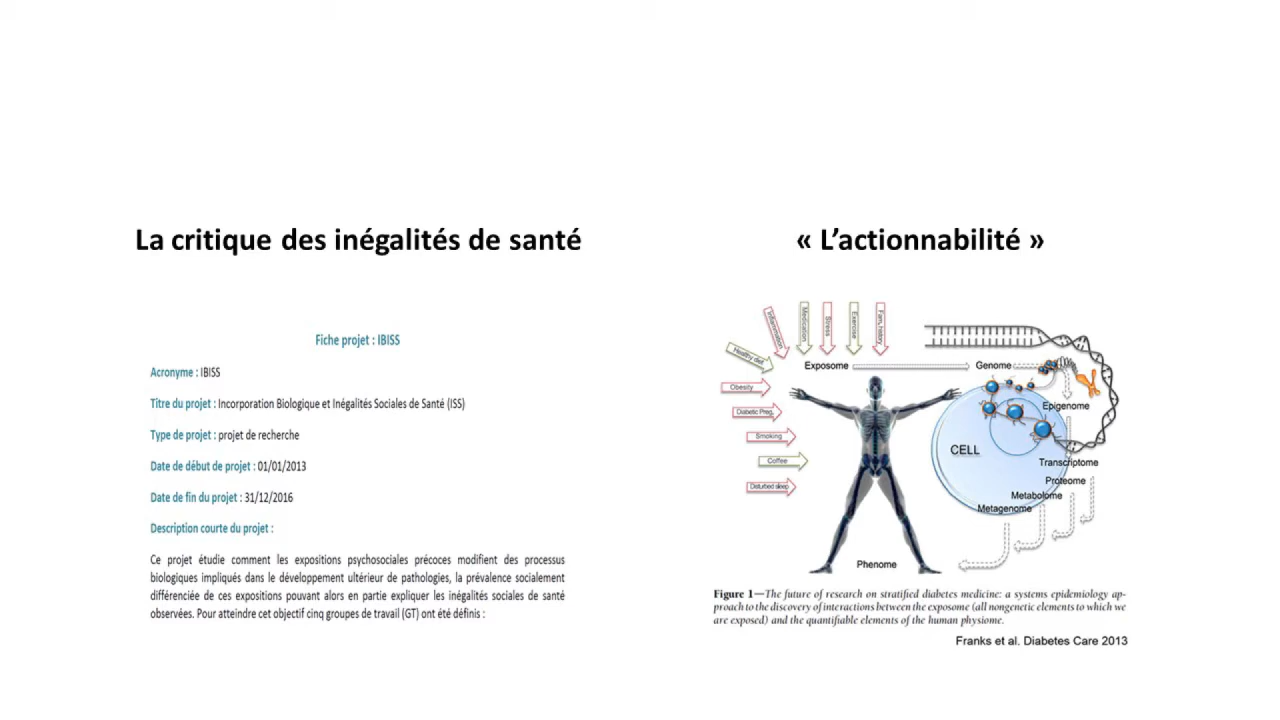 La critique des inégalités de santé
Fiche projet : IBISS
Acronyme : IBISS
Titre du projet : Incorporation Biologique et Inégalités Sociales de Santé (ISS)
Type de projet : projet de recherche
Date de début de projet : 01/01/2013
Date de fin du projet : 31/12/2016
Description courte du projet :
Ce projet étudie comment les expositions psychosociales précoces modifient des processus
biologiques impliqués dans le développement ultérieur de pathologies, la prévalence socialement
différenciée de ces expositions pouvant alors en partie expliquer les inégalités sociales de santé
observées. Pour atteindre cet objectif cinq groupes de travail (GT) ont été définis :
« L’actionnabilité »
Inflammation
Medication
Stress
Exercise
Fam. history
Healthy diet
Exposome
Genome
Obesity
Diabetic Preg.
Smoking
Coffee
Disturbed sleep
Epigenome
CELL
Transcriptome
Proteome
Metabolome
Metagenome
Phenome
Figure 1—The future of research on stratified diabetes medicine: a systems epidemiology ap-
proach to the discovery of interactions between the exposome (all nongenetic elements to which we
are exposed) and the quantifiable elements of the human physiome.
Franks et al. Diabetes Care 2013